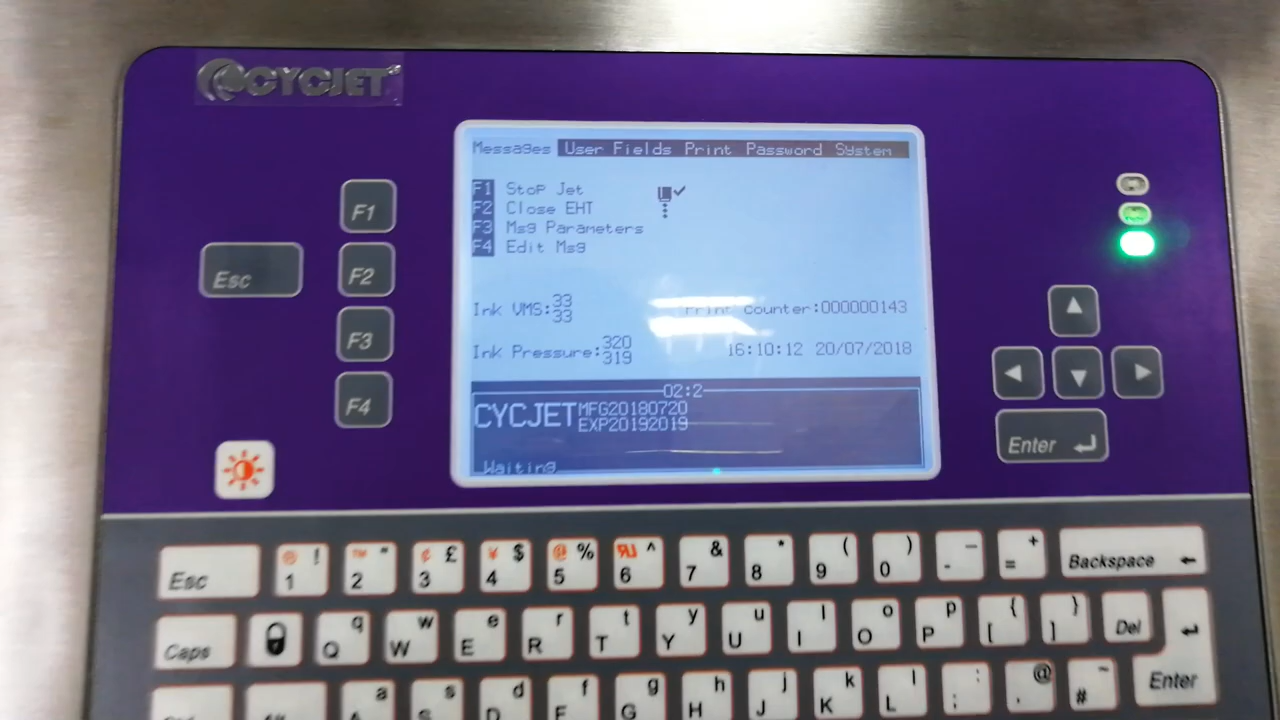 CYCJET
Messages User Fields Print Password System
F1 Stop Jet
F2 Close EHT
F3 Msg Parameters
F4 Edit Msg
Ink VMS:33
33
Print counter:000000143
Ink Pressure:320
319
16:10:12 20/07/2018
02:2
CYCJET MFG20180720
EXP20192019
Waiting
F1
Esc
F2
F3
F4
Enter
Esc ! 1 ™ " 2 ¢ £ 3 ¥ $ 4 @ % 5 ^ 6 & 7 * 8 ( 9 ) 0 _ - + = Backspace
Caps q Q w W e E r R t T y Y u U I o O p P { [ } ] Del
a s S d D f F g G h H j J k K l L : ; @ ~ # Enter